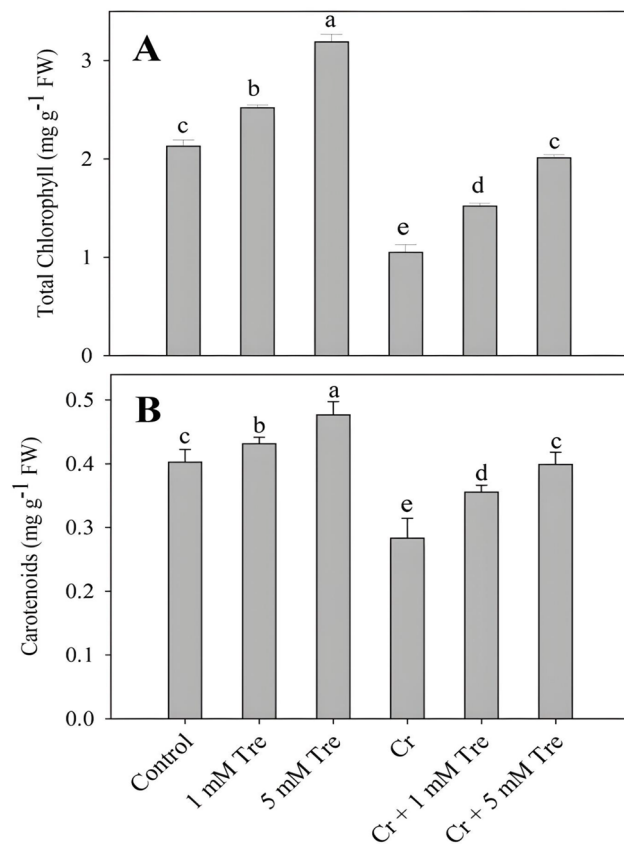 A
Total Chlorophyll (mg g⁻¹ FW)
3
2
1
0
c
b
a
e
d
c
B
Carotenoids (mg g⁻¹ FW)
0.5
0.4
0.3
0.2
0.1
0.0
c
b
a
e
d
c
Control
1 mM Tre
5 mM Tre
Cr
Cr + 1 mM Tre
Cr + 5 mM Tre